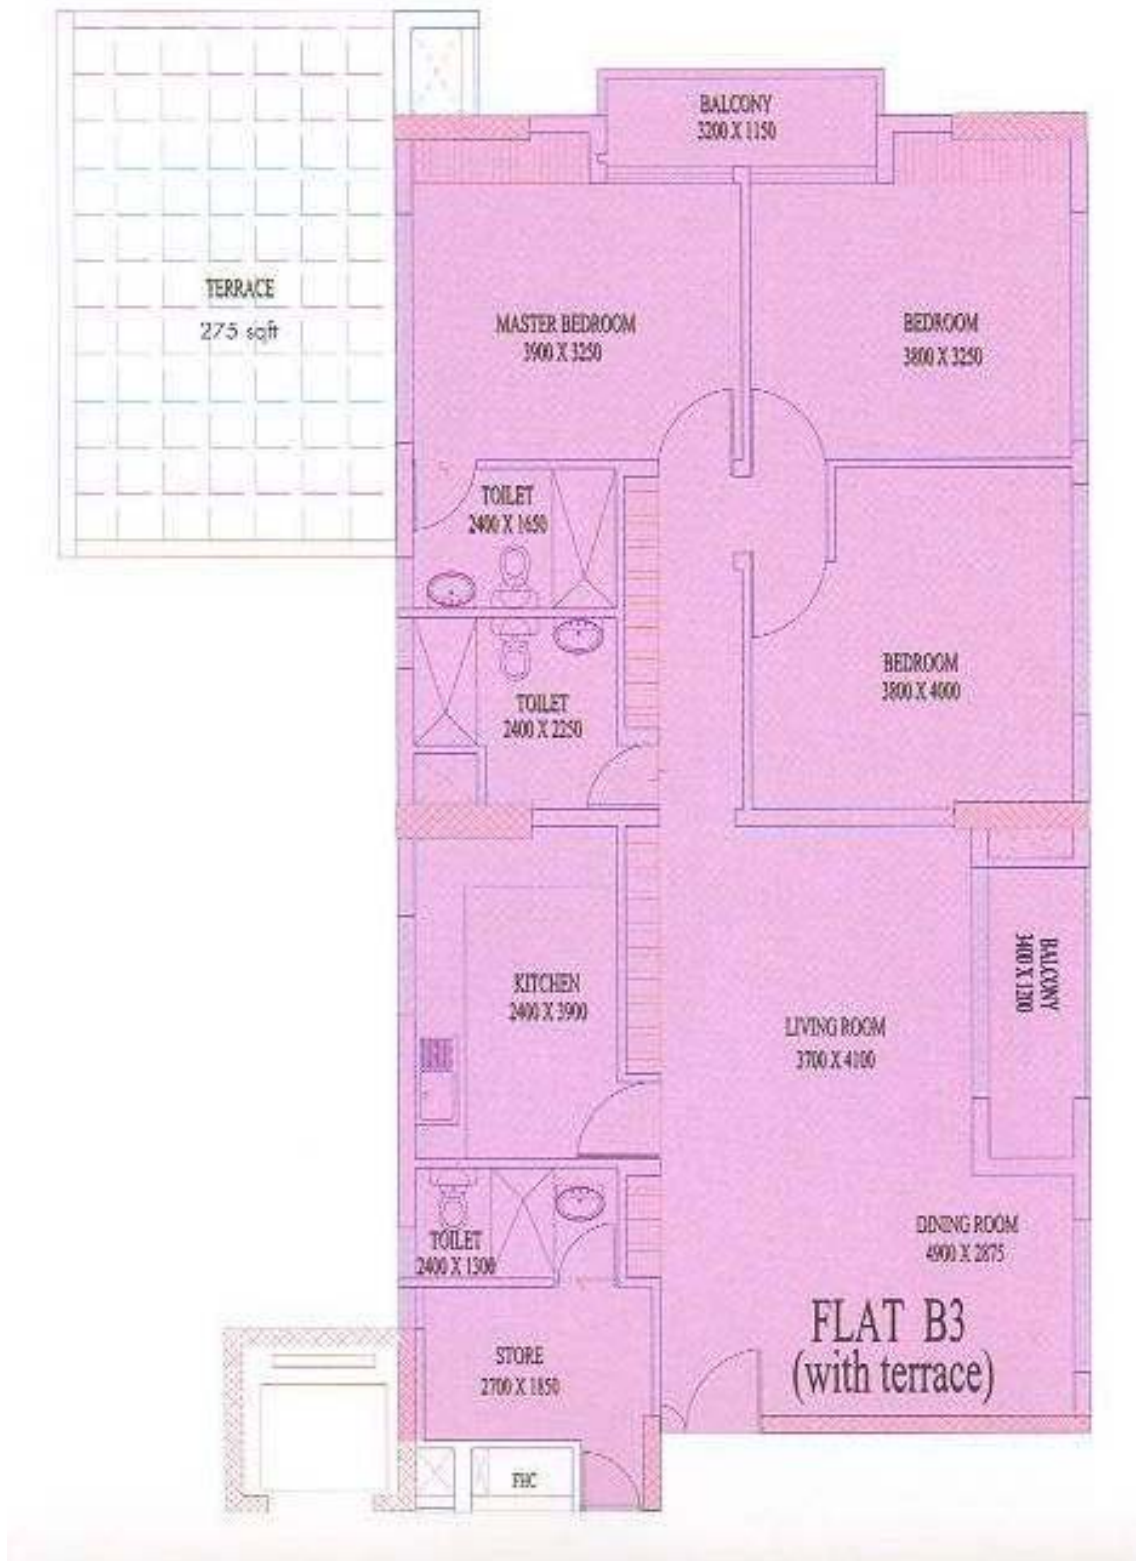 BALCONY
3200 X 1150
TERRACE
275 sqft
MASTER BEDROOM
3900 X 3250
BEDROOM
3800 X 3250
TOILET
2400 X 1650
BEDROOM
3800 X 4000
TOILET
2400 X 2250
BALCONY
3400 X 1200
KITCHEN
2400 X 3900
LIVING ROOM
3700 X 4100
DINING ROOM
4900 X 2875
TOILET
2400 X 1300
FLAT B3
(with terrace)
STORE
2700 X 1850
FHC